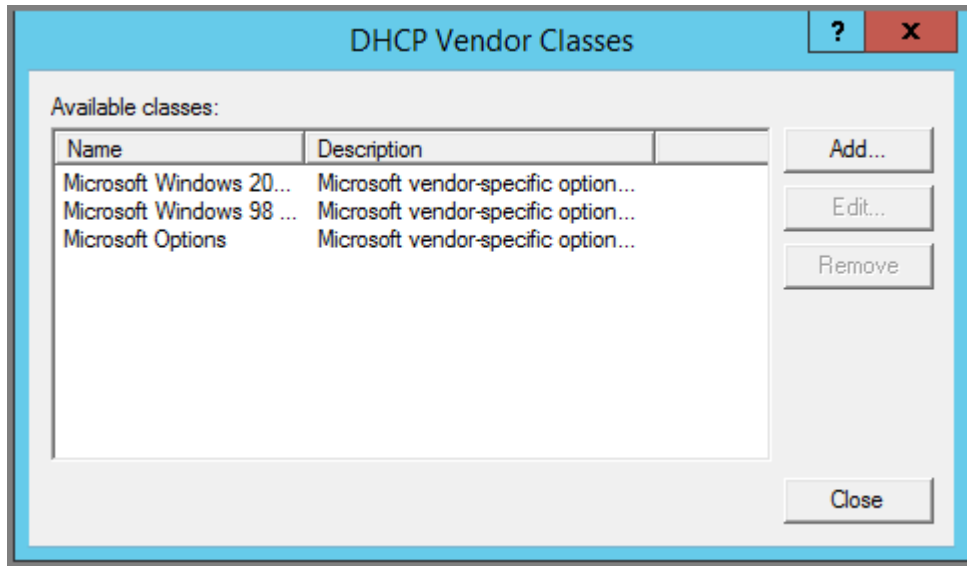 DHCP Vendor Classes
?
x
Available classes:
Name Description
Microsoft Windows 20... Microsoft vendor-specific option...
Microsoft Windows 98 ... Microsoft vendor-specific option...
Microsoft Options Microsoft vendor-specific option...
Add...
Edit...
Remove
Close